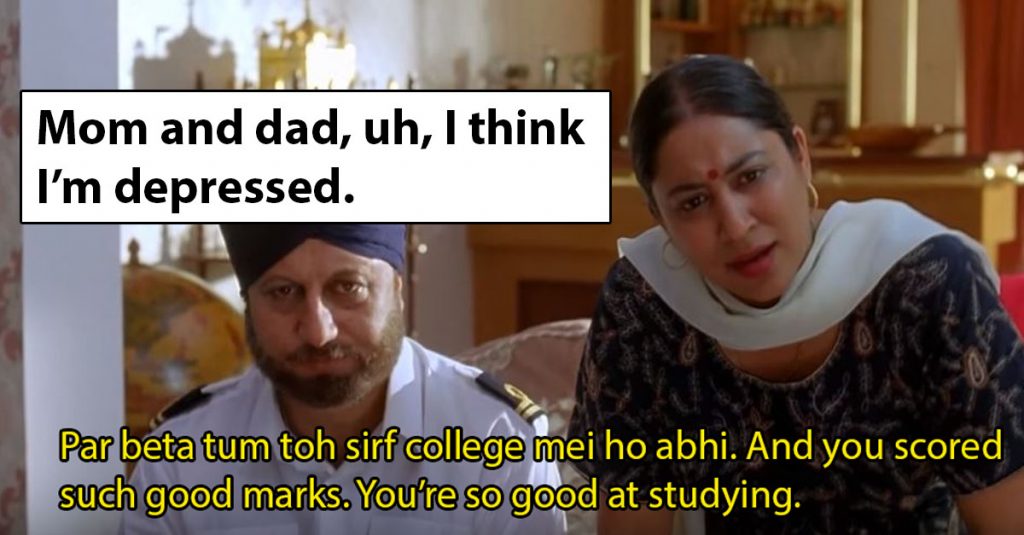 Mom and dad, uh, I think
I’m depressed.
Par beta tum toh sirf college mei ho abhi. And you scored
such good marks. You’re so good at studying.